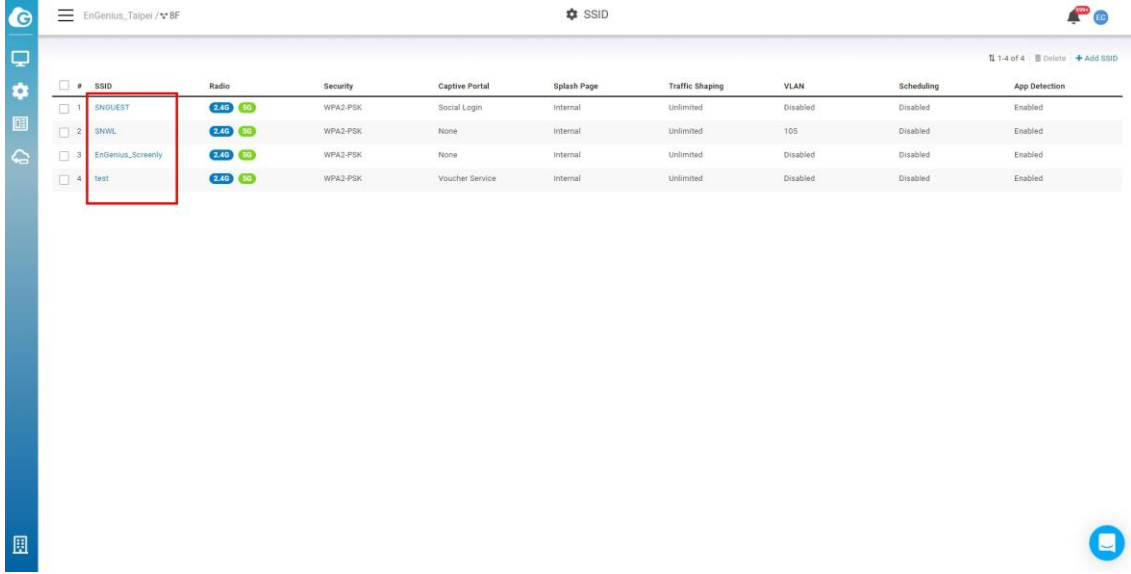 EnGenius_Taipei / 8F
SSID
999+
EC
1-4 of 4 Delete + Add SSID
# SSID Radio Security Captive Portal Splash Page Traffic Shaping VLAN Scheduling App Detection
1 SNGUEST 2.4G 5G WPA2-PSK Social Login Internal Unlimited Disabled Disabled Enabled
2 SNWL 2.4G 5G WPA2-PSK None Internal Unlimited 105 Disabled Enabled
3 EnGenius_Screenly 2.4G 5G WPA2-PSK None Internal Unlimited Disabled Disabled Enabled
4 test 2.4G 5G WPA2-PSK Voucher Service Internal Unlimited Disabled Disabled Enabled